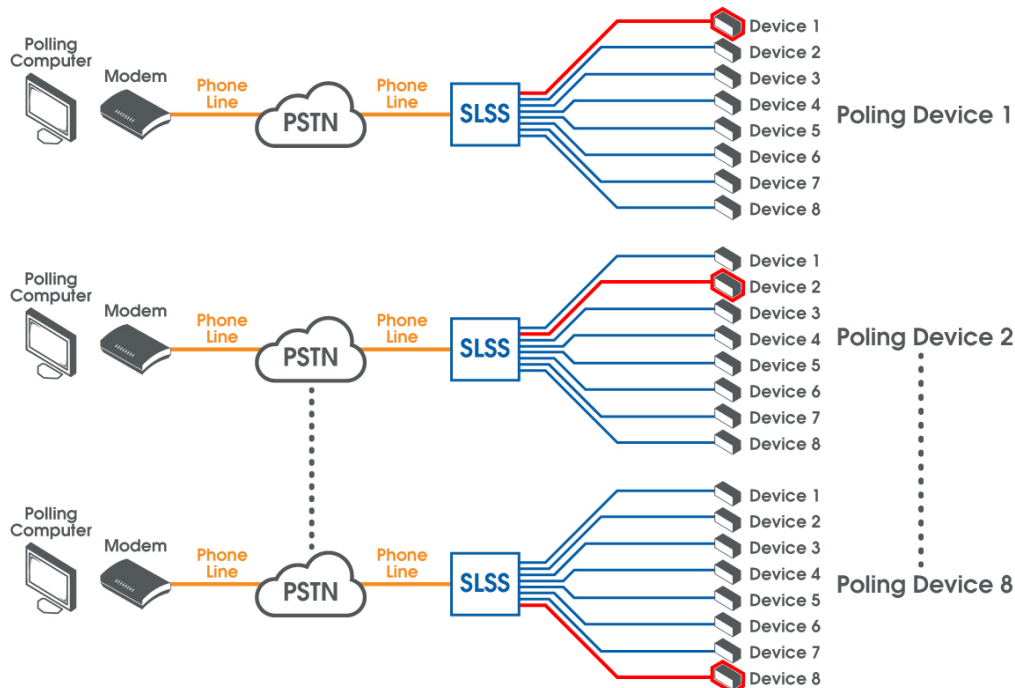 Polling
Computer
Modem
Phone
Line
PSTN
Phone
Line
SLSS
Device 1
Device 2
Device 3
Device 4
Device 5
Device 6
Device 7
Device 8
Poling Device 1
Polling
Computer
Modem
Phone
Line
PSTN
Phone
Line
SLSS
Device 1
Device 2
Device 3
Device 4
Device 5
Device 6
Device 7
Device 8
Poling Device 2
Polling
Computer
Modem
Phone
Line
PSTN
Phone
Line
SLSS
Device 1
Device 2
Device 3
Device 4
Device 5
Device 6
Device 7
Device 8
Poling Device 8